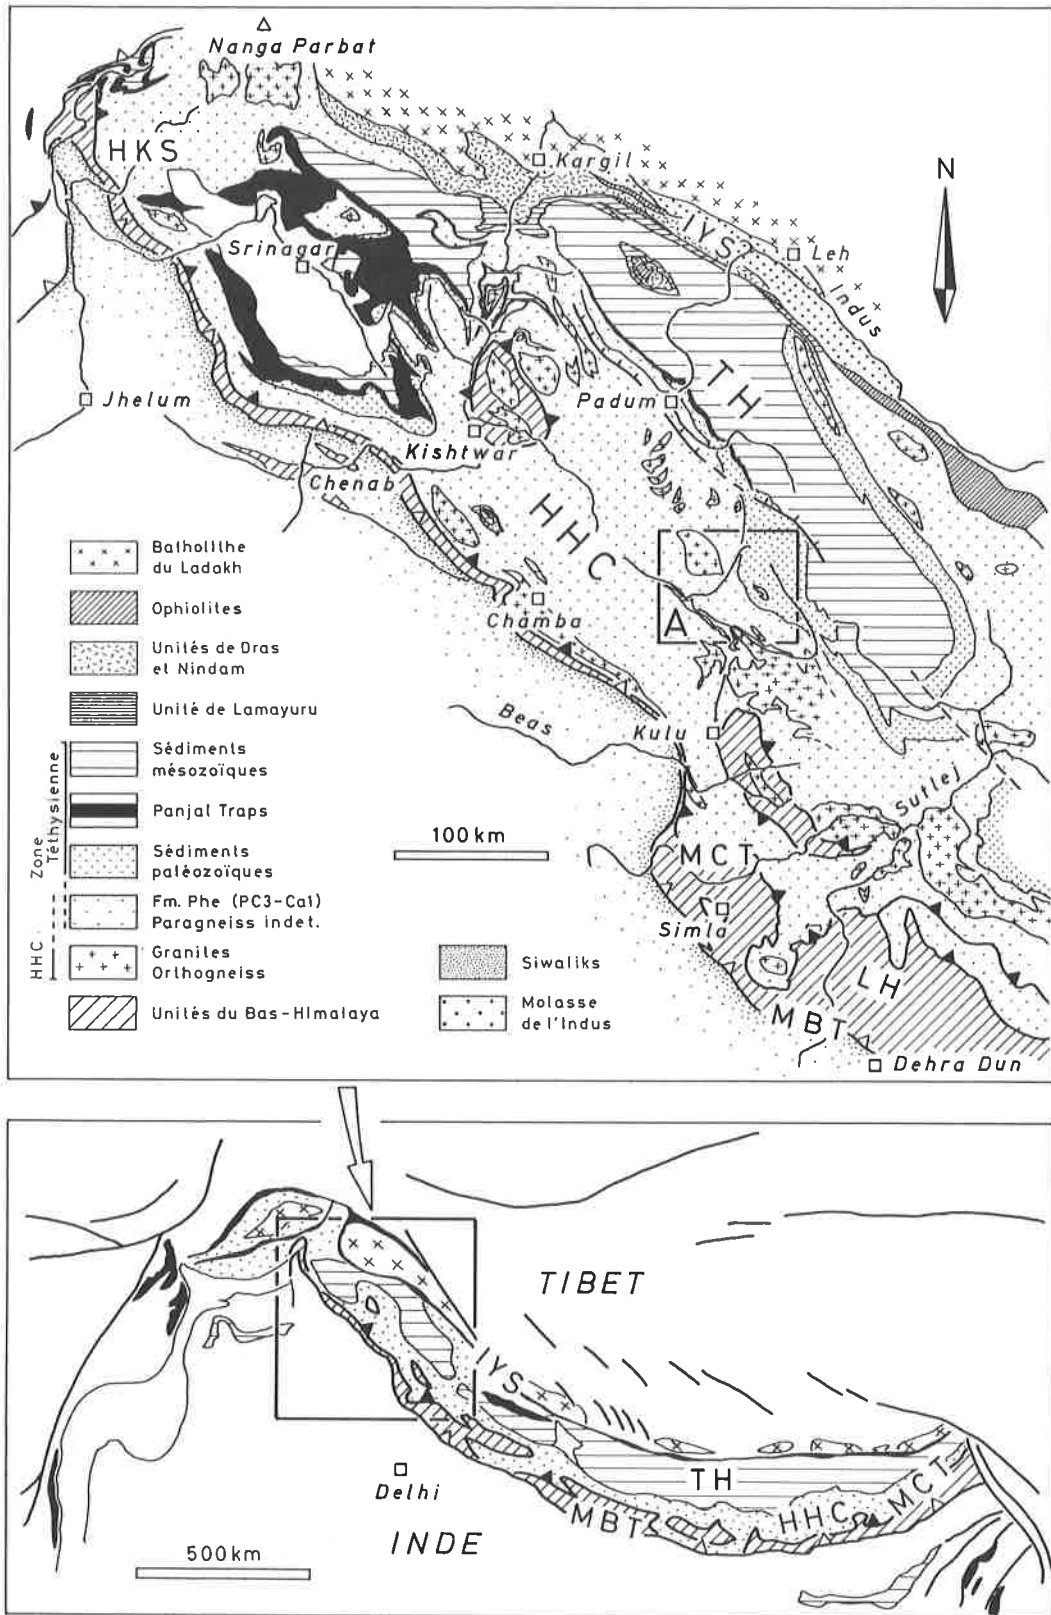 Nanga Parbat
HKS
Kargil
N
IYS
Srinagar
Leh
Indus
TH
Jhelum
Padum
Kishtwar
Chenab
HHC
A
Chamba
Beas
Kulu
Sutlej
100 km
MCT
Simla
LH
MBT
Dehra Dun
Batholithe
du Ladakh
Ophiolites
Unités de Dras
et Nindam
Unité de Lamayuru
Sédiments
mésozoïques
Panjal Traps
Sédiments
paléozoïques
Fm. Phe (PC3-Ca1)
Paragneiss indet.
Granites
Orthogneiss
Unités du Bas-Himalaya
Zone
Téthysienne
HHC.
Siwaliks
Molasse
de l'Indus
TIBET
IYS
TH
Delhi
MBT
HHC
MCT
INDE
500 km